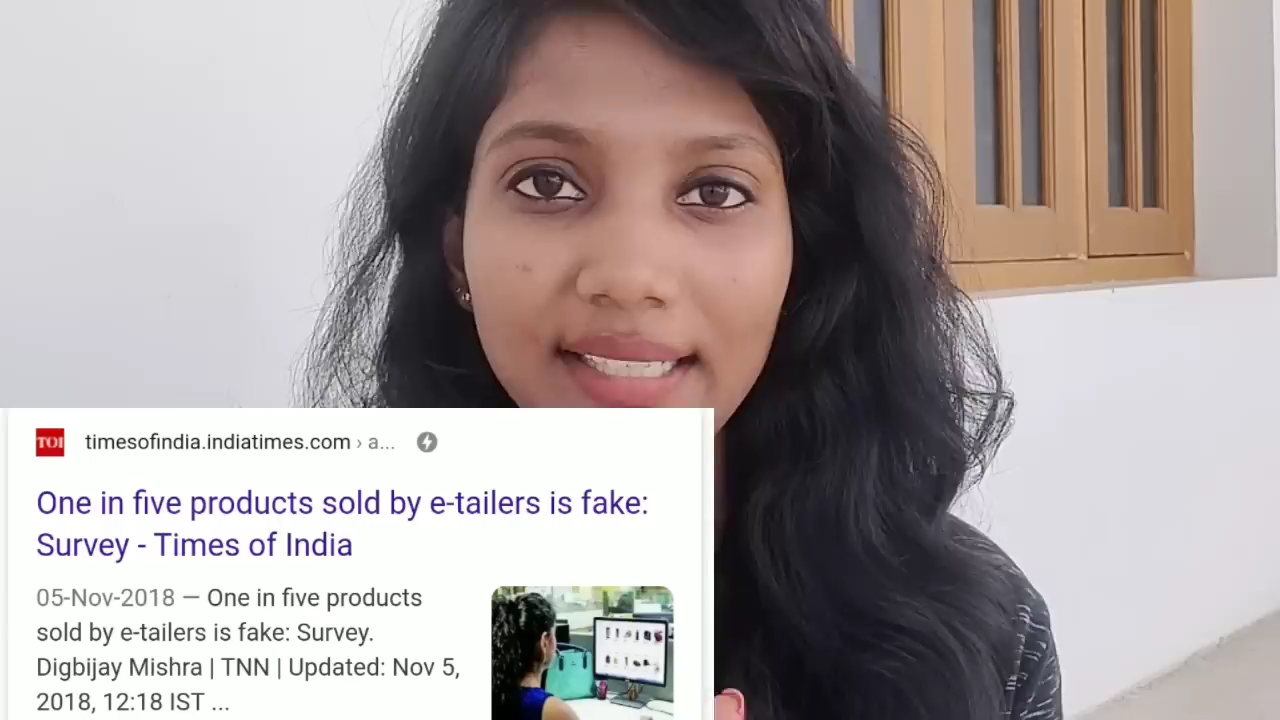 TOI timesofindia.indiatimes.com › a...
One in five products sold by e-tailers is fake:
Survey - Times of India
05-Nov-2018 — One in five products
sold by e-tailers is fake: Survey.
Digbijay Mishra | TNN | Updated: Nov 5,
2018, 12:18 IST ...